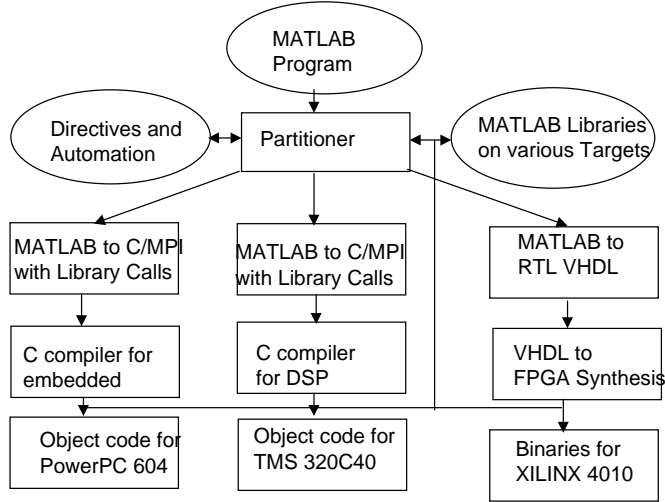 MATLAB
Program
Directives and
Automation
Partitioner
MATLAB Libraries
on various Targets
MATLAB to C/MPI
with Library Calls
MATLAB to C/MPI
with Library Calls
MATLAB to
RTL VHDL
C compiler for
embedded
C compiler
for DSP
VHDL to
FPGA Synthesis
Object code for
PowerPC 604
Object code for
TMS 320C40
Binaries for
XILINX 4010